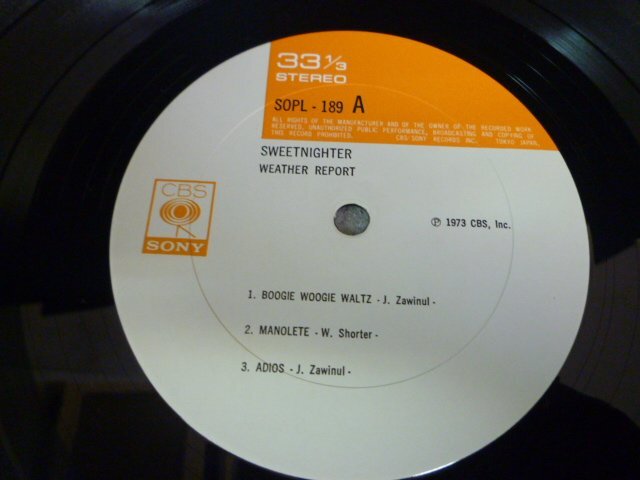 33 1/3
STEREO
SOPL - 189 A
ALL RIGHTS OF THE MANUFACTURER AND OF THE OWNER OF THE RECORDED WORK
RESERVED, UNAUTHORIZED PUBLIC PERFORMANCE, BROADCASTING AND COPYING OF
THIS RECORD PROHIBITED. CBS·SONY RECORDS INC. TOKYO JAPAN.
SWEETNIGHTER
WEATHER REPORT
CBS
SONY
℗ 1973 CBS, Inc.
1. BOOGIE WOOGIE WALTZ - J. Zawinul -
2. MANOLETE - W. Shorter -
3. ADIOS - J. Zawinul -